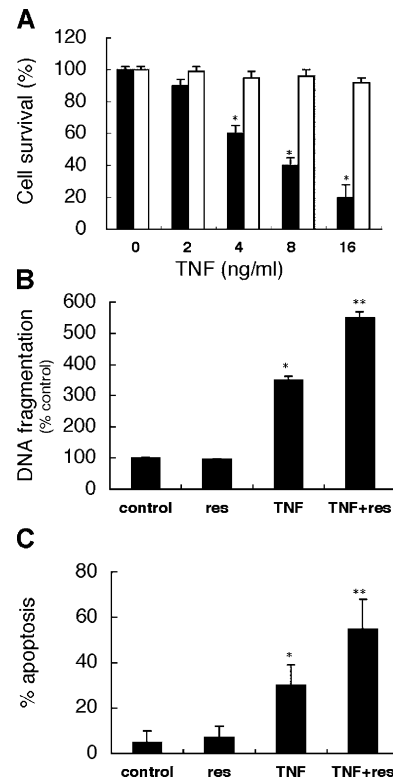 A
Cell survival (%)
120
100
80
60
40
20
0
* * *
0 2 4 8 16
TNF (ng/ml)
B
DNA fragmentation
(% control)
600
500
400
300
200
100
0
* **
control res TNF TNF+res
C
% apoptosis
80
60
40
20
0
* **
control res TNF TNF+res